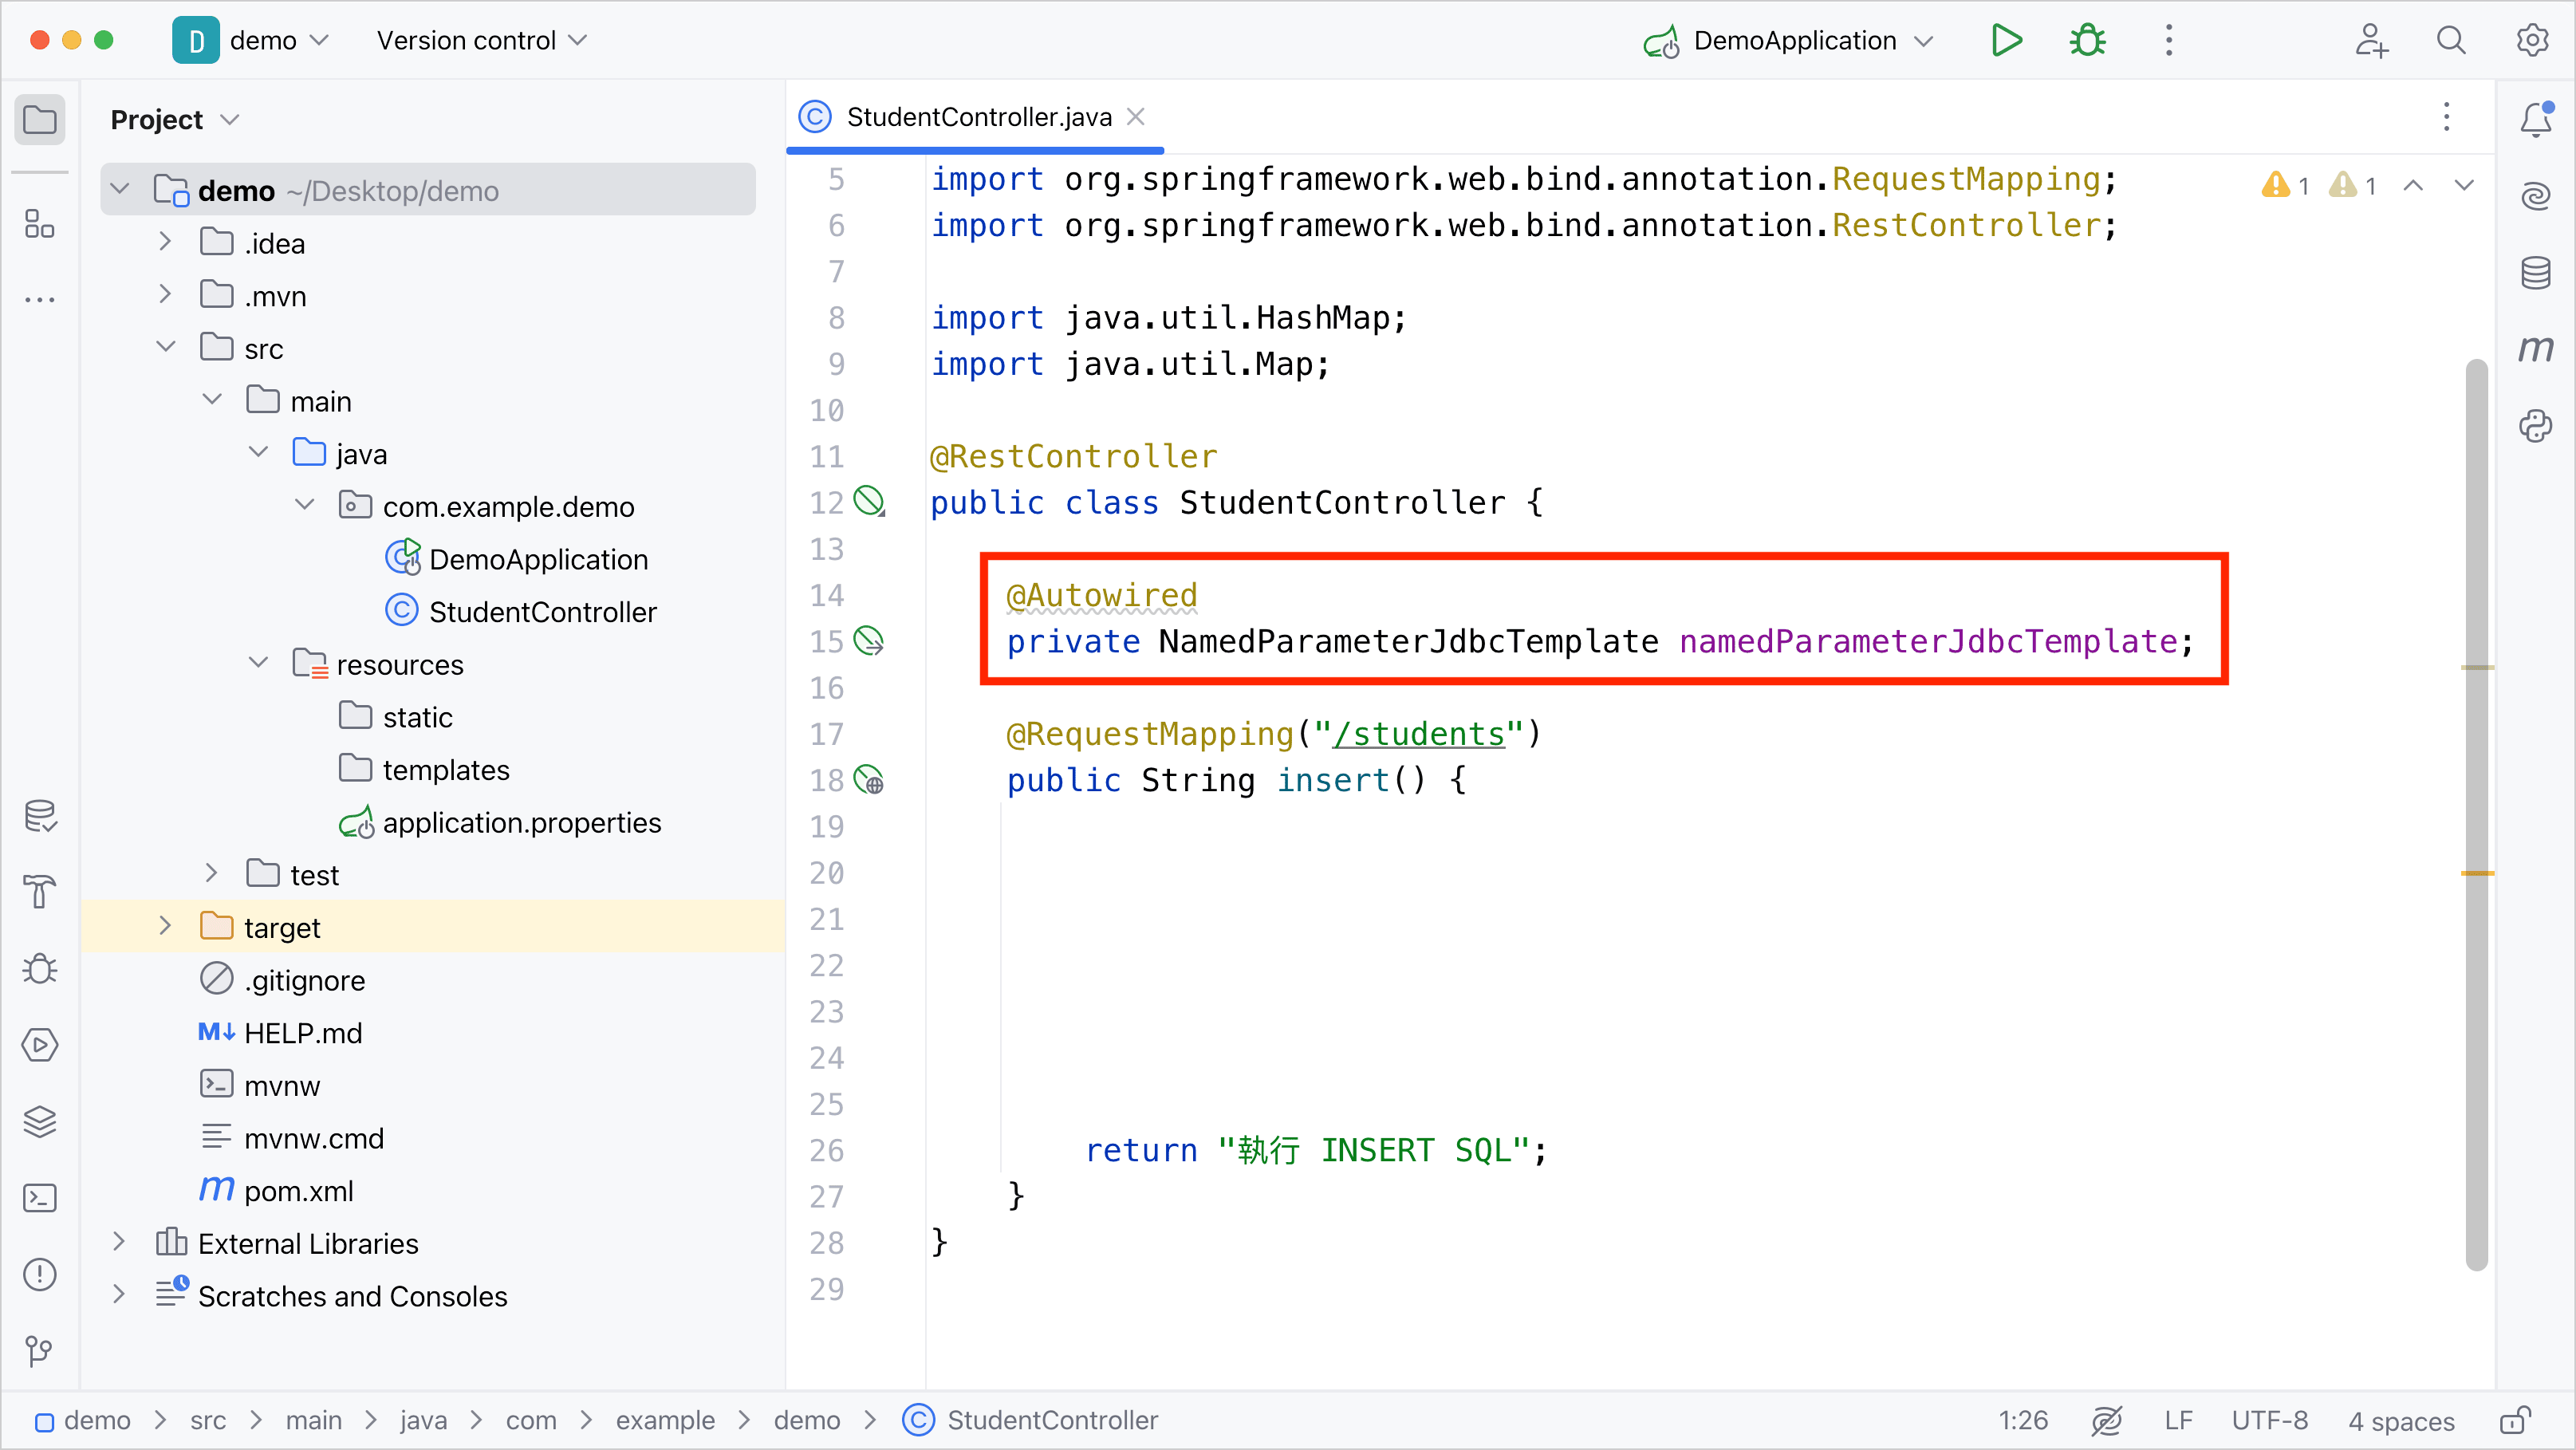 D demo Version control DemoApplication
Project
demo ~/Desktop/demo
.idea
.mvn
src
main
java
com.example.demo
DemoApplication
StudentController
resources
static
templates
application.properties
test
target
.gitignore
M↓ HELP.md
mvnw
mvnw.cmd
m pom.xml
External Libraries
Scratches and Consoles
C StudentController.java
1 1
5 import org.springframework.web.bind.annotation.RequestMapping;
6 import org.springframework.web.bind.annotation.RestController;
7
8 import java.util.HashMap;
9 import java.util.Map;
10
11 @RestController
12 public class StudentController {
13
14 @Autowired
15 private NamedParameterJdbcTemplate namedParameterJdbcTemplate;
16
17 @RequestMapping("/students")
18 public String insert() {
19
20
21
22
23
24
25
26 return "執行 INSERT SQL";
27 }
28 }
29
m
demo > src > main > java > com > example > demo > C StudentController
1:26 LF UTF-8 4 spaces